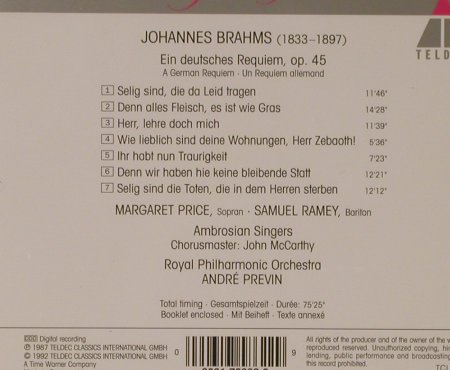 TELDE
JOHANNES BRAHMS (1833–1897)
Ein deutsches Requiem, op. 45
A German Requiem · Un Requiem allemand
1 Selig sind, die da Leid tragen 11'46"
2 Denn alles Fleisch, es ist wie Gras 14'28"
3 Herr, lehre doch mich 11'39"
4 Wie lieblich sind deine Wohnungen, Herr Zebaoth! 5'36"
5 Ihr habt nun Traurigkeit 7'23"
6 Denn wir haben hie keine bleibende Statt 12'21"
7 Selig sind die Toten, die in dem Herren sterben 12'12"
MARGARET PRICE, Sopran · SAMUEL RAMEY, Bariton
Ambrosian Singers
Chorusmaster: John McCarthy
Royal Philharmonic Orchestra
ANDRÉ PREVIN
Total timing · Gesamtspielzeit · Durée: 75'25"
Booklet enclosed · Mit Beiheft · Texte annexé
DDD Digital recording
℗ 1987 TELDEC CLASSICS INTERNATIONAL GMBH
© 1992 TELDEC CLASSICS INTERNATIONAL GMBH
A Time Warner Company
0 9
All rights of the producer and of the owner of the w
reproduced reserved. Unauthorized copying, hi
lending, public performance and broadcasting
this record prohibited.